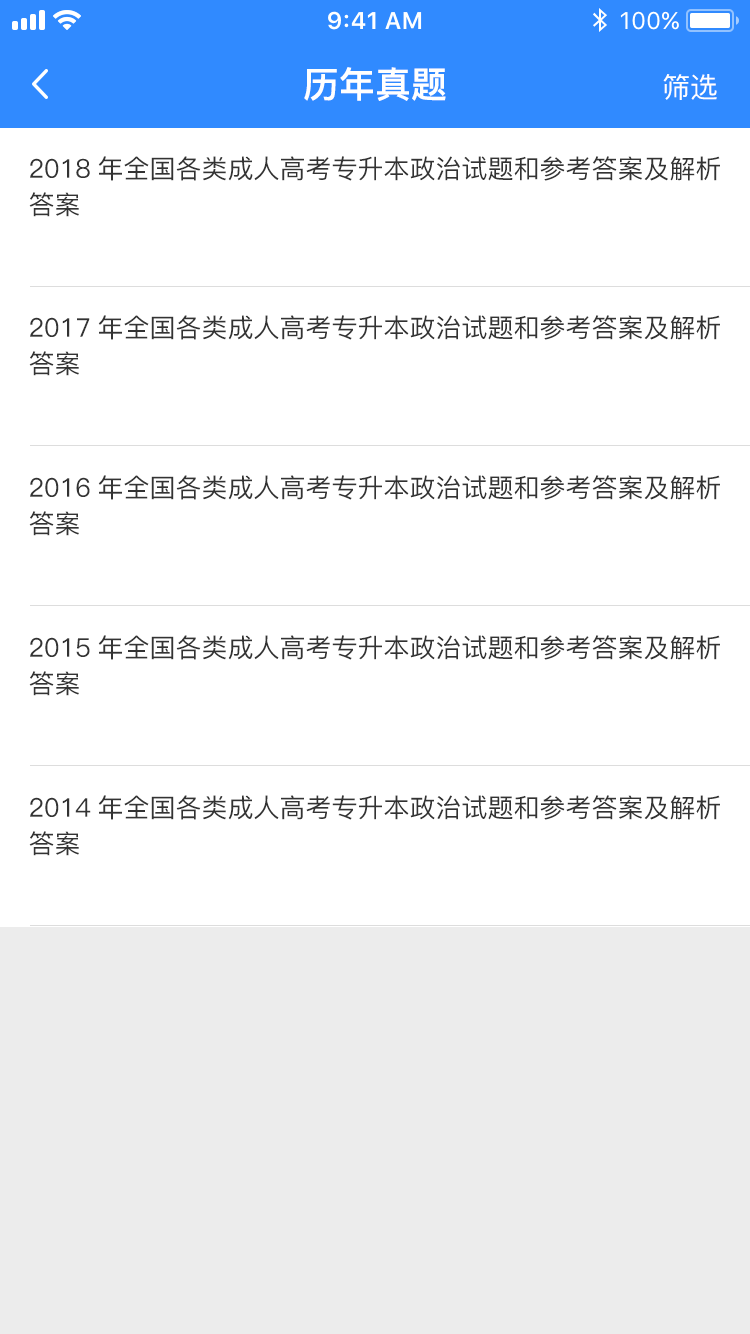 9:41 AM
100%
历年真题
筛选
2018 年全国各类成人高考专升本政治试题和参考答案及解析
答案
2017 年全国各类成人高考专升本政治试题和参考答案及解析
答案
2016 年全国各类成人高考专升本政治试题和参考答案及解析
答案
2015 年全国各类成人高考专升本政治试题和参考答案及解析
答案
2014 年全国各类成人高考专升本政治试题和参考答案及解析
答案